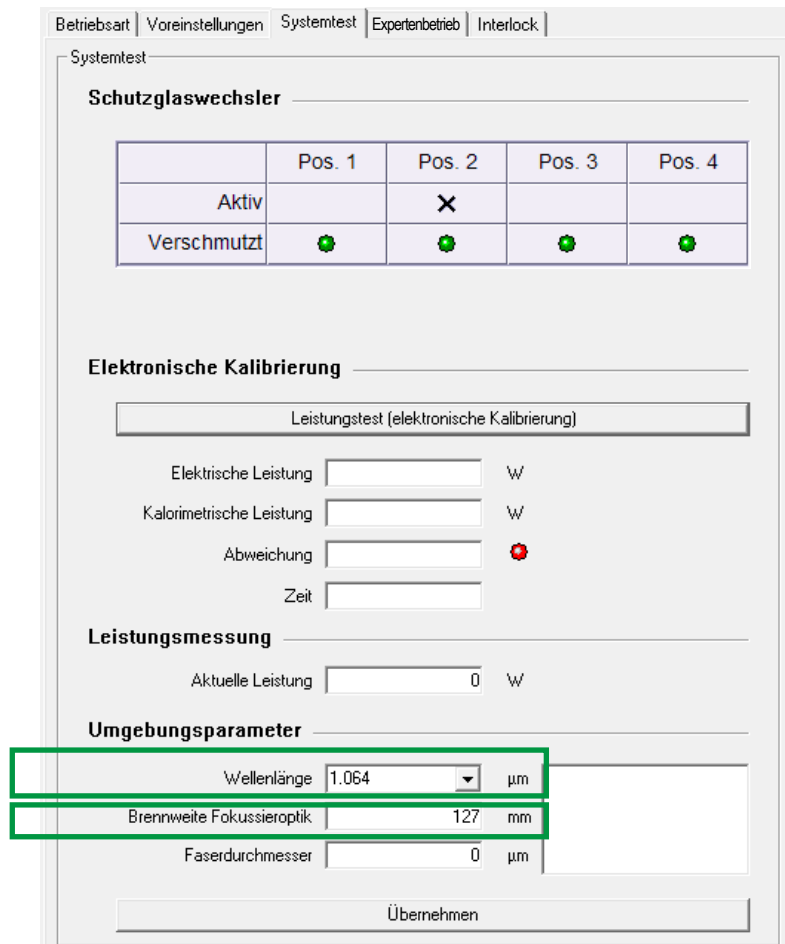 Betriebsart Voreinstellungen Systemtest Expertenbetrieb Interlock
Systemtest
Schutzglaswechsler
Pos. 1 Pos. 2 Pos. 3 Pos. 4
Aktiv ×
Verschmutzt
Elektronische Kalibrierung
Leistungstest (elektronische Kalibrierung)
Elektrische Leistung W
Kalorimetrische Leistung W
Abweichung
Zeit
Leistungsmessung
Aktuelle Leistung 0 W
Umgebungsparameter
Wellenlänge 1.064 µm
Brennweite Fokussieroptik 127 mm
Faserdurchmesser 0 µm
Übernehmen